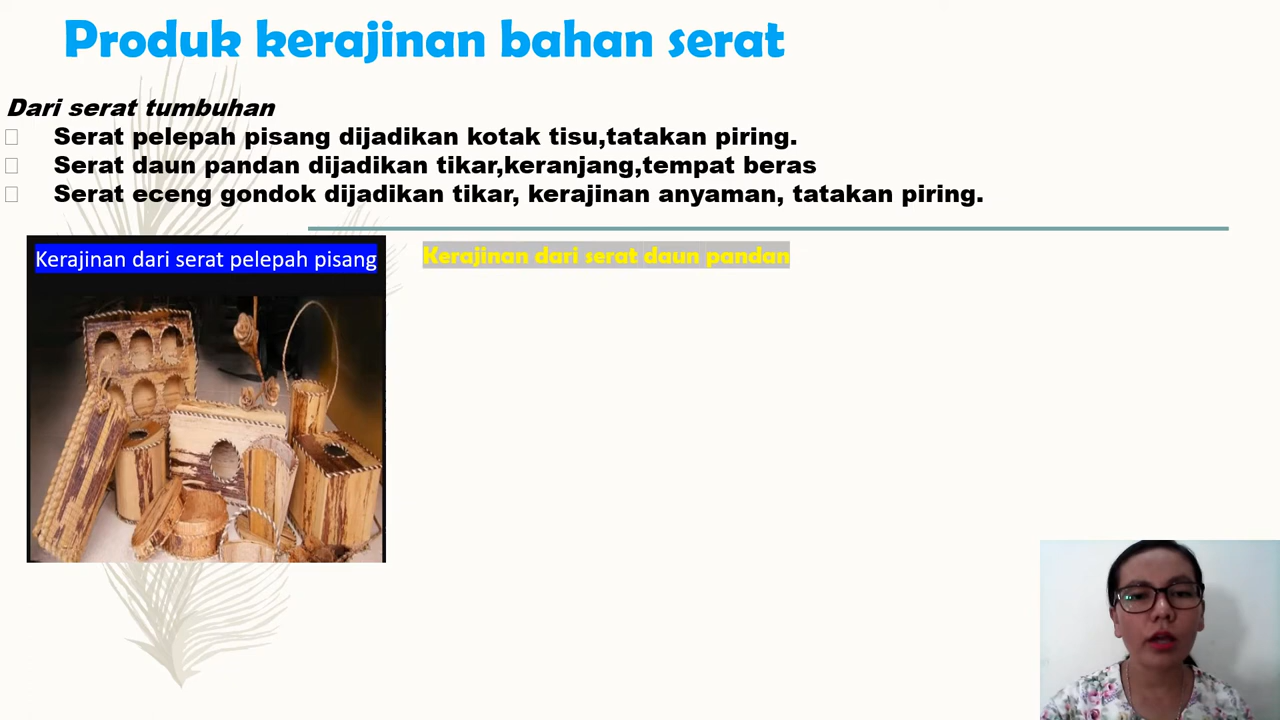 Produk kerajinan bahan serat
Dari serat tumbuhan
Serat pelepah pisang dijadikan kotak tisu,tatakan piring.
Serat daun pandan dijadikan tikar,keranjang,tempat beras
Serat eceng gondok dijadikan tikar, kerajinan anyaman, tatakan piring.
Kerajinan dari serat pelepah pisang
Kerajinan dari serat daun pandan